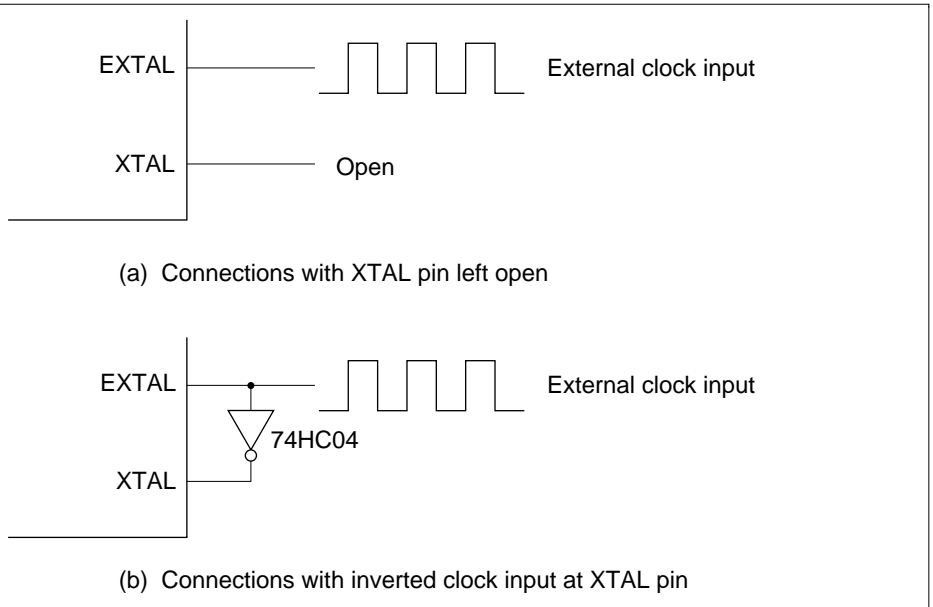 EXTAL
External clock input
XTAL
Open
(a) Connections with XTAL pin left open
EXTAL
External clock input
74HC04
XTAL
(b) Connections with inverted clock input at XTAL pin